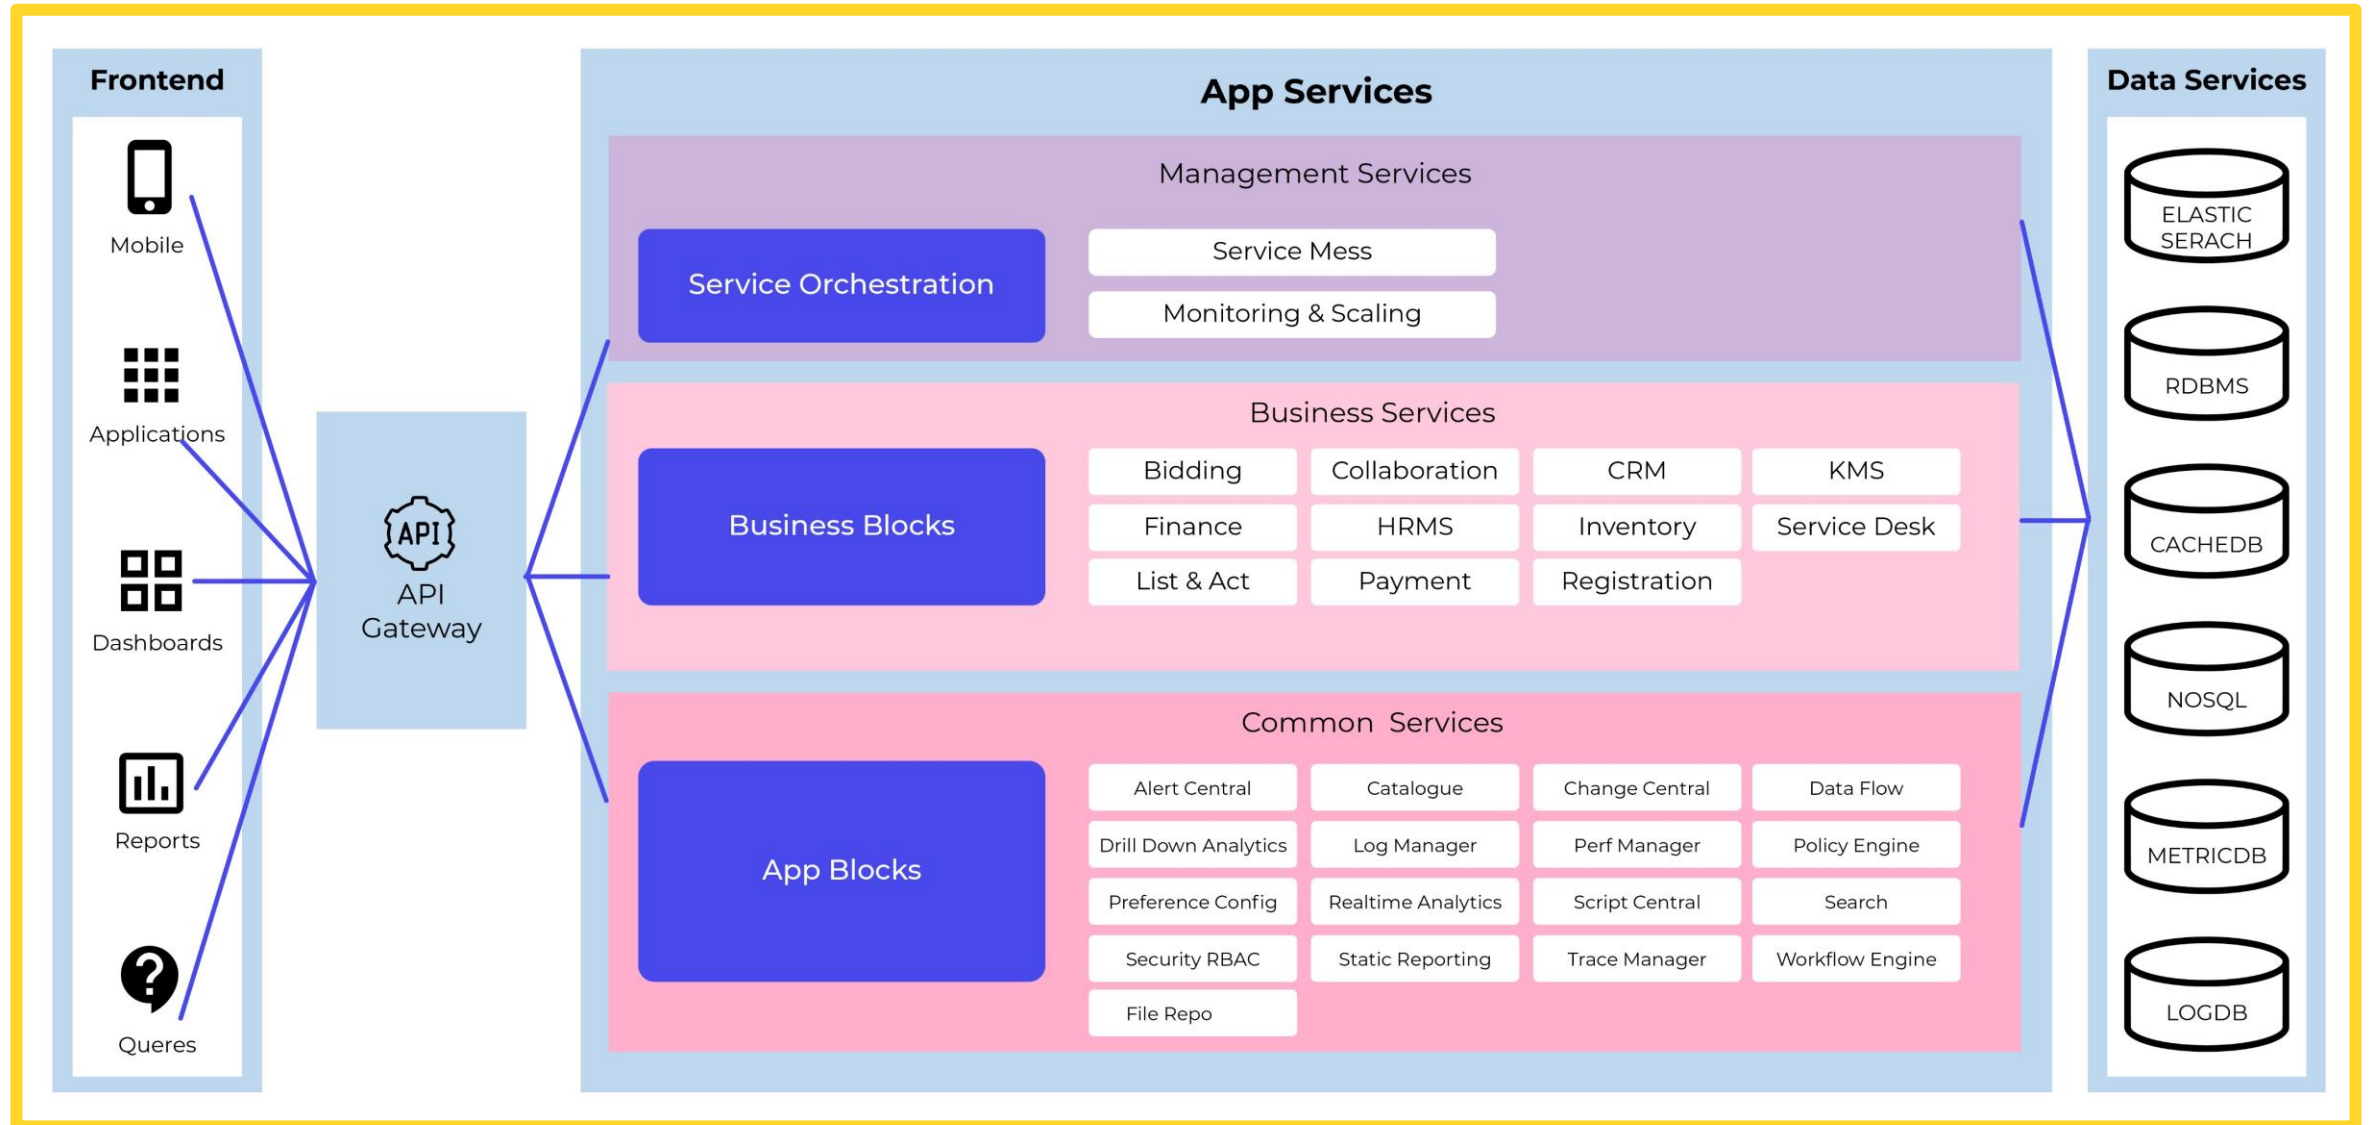 Frontend
Mobile
Applications
Dashboards
Reports
Queres
API
API
Gateway
App Services
Management Services
Service Orchestration
Service Mess
Monitoring & Scaling
Business Services
Business Blocks
Bidding
Collaboration
CRM
KMS
Finance
HRMS
Inventory
Service Desk
List & Act
Payment
Registration
Common Services
App Blocks
Alert Central
Catalogue
Change Central
Data Flow
Drill Down Analytics
Log Manager
Perf Manager
Policy Engine
Preference Config
Realtime Analytics
Script Central
Search
Security RBAC
Static Reporting
Trace Manager
Workflow Engine
File Repo
Data Services
ELASTIC
SERACH
RDBMS
CACHEDB
NOSQL
METRICDB
LOGDB